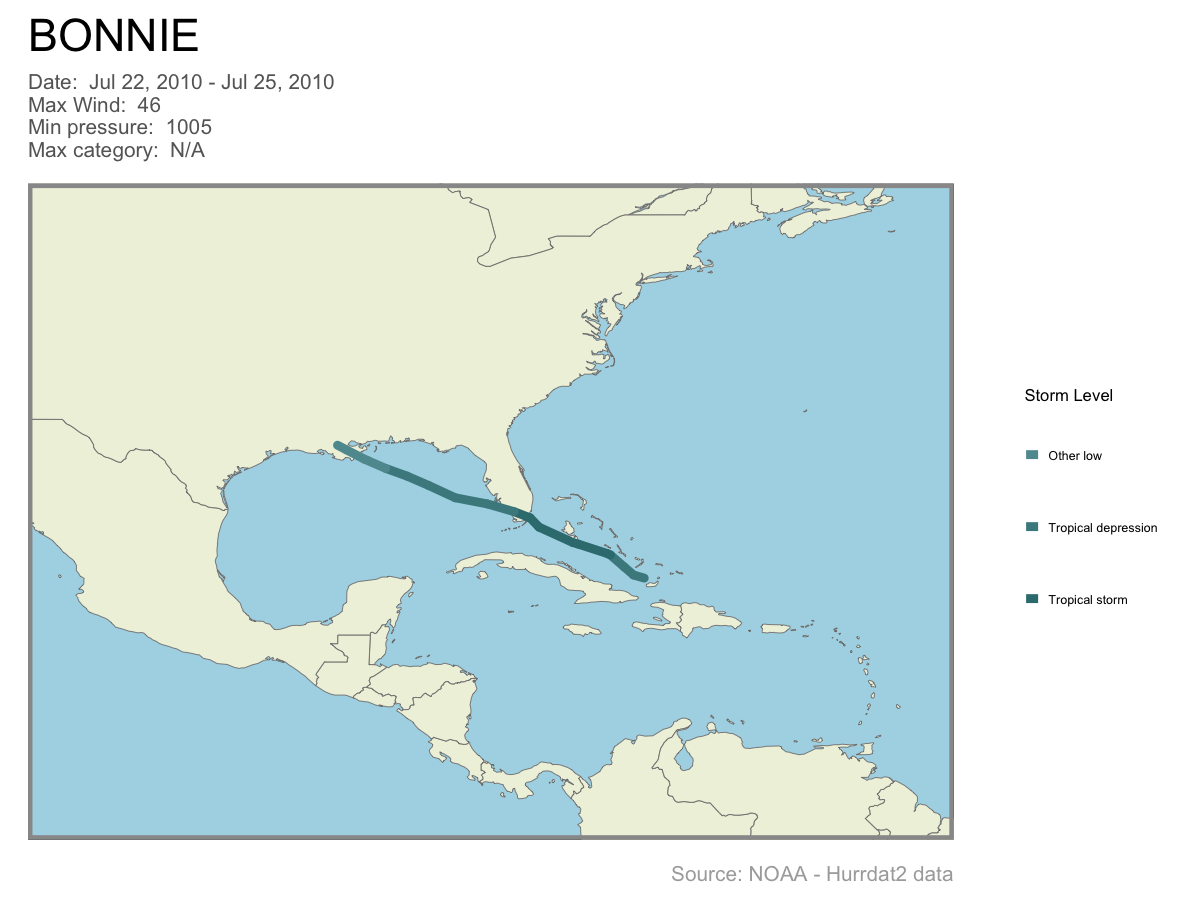 BONNIE
Date:  Jul 22, 2010 - Jul 25, 2010
Max Wind:  46
Min pressure:  1005
Max category:  N/A
Storm Level
Other low
Tropical depression
Tropical storm
Source: NOAA - Hurrdat2 data